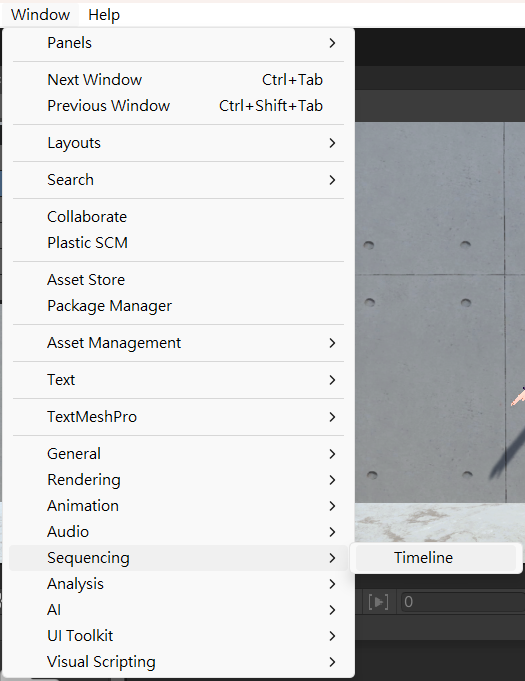 Window Help
Panels
Next Window Ctrl+Tab
Previous Window Ctrl+Shift+Tab
Layouts
Search
Collaborate
Plastic SCM
Asset Store
Package Manager
Asset Management
Text
TextMeshPro
General
Rendering
Animation
Audio
Sequencing Timeline
Analysis
AI 0
UI Toolkit
Visual Scripting